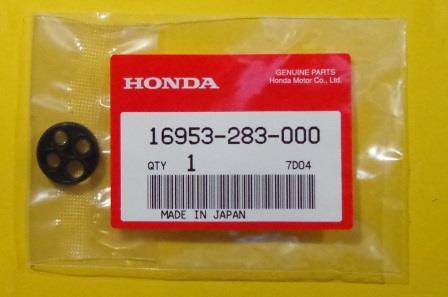 HONDA
GENUINE PARTS
Honda Motor Co., Ltd.
16953-283-000
QTY 1 7D04
MADE IN JAPAN